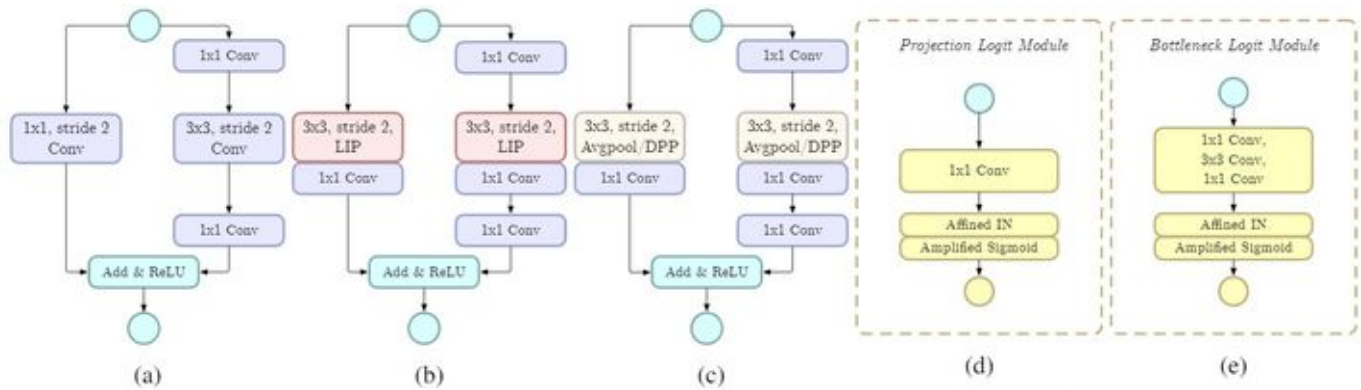 1x1 Conv
1x1, stride 2
Conv
3x3, stride 2
Conv
1x1 Conv
Add & ReLU
(a)
1x1 Conv
3x3, stride 2,
LIP
1x1 Conv
3x3, stride 2,
LIP
1x1 Conv
1x1 Conv
Add & ReLU
(b)
1x1 Conv
3x3, stride 2,
Avgpool/DPP
1x1 Conv
3x3, stride 2,
Avgpool/DPP
1x1 Conv
1x1 Conv
Add & ReLU
(c)
Projection Logit Module
1x1 Conv
Affined IN
Amplified Sigmoid
(d)
Bottleneck Logit Module
1x1 Conv,
3x3 Conv,
1x1 Conv
Affined IN
Amplified Sigmoid
(e)